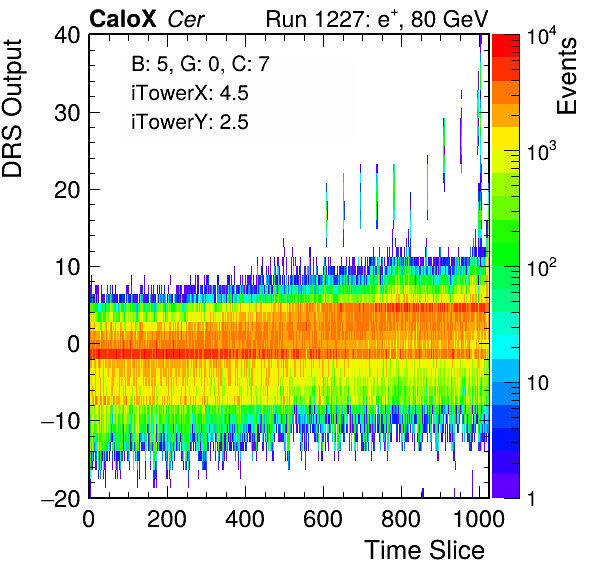 CaloX Cer Run 1227: e⁺, 80 GeV
B: 5, G: 0, C: 7
iTowerX: 4.5
iTowerY: 2.5
DRS Output
40
30
20
10
0
−10
−20
0 200 400 600 800 1000
Time Slice
Events
10⁴
10³
10²
10
1